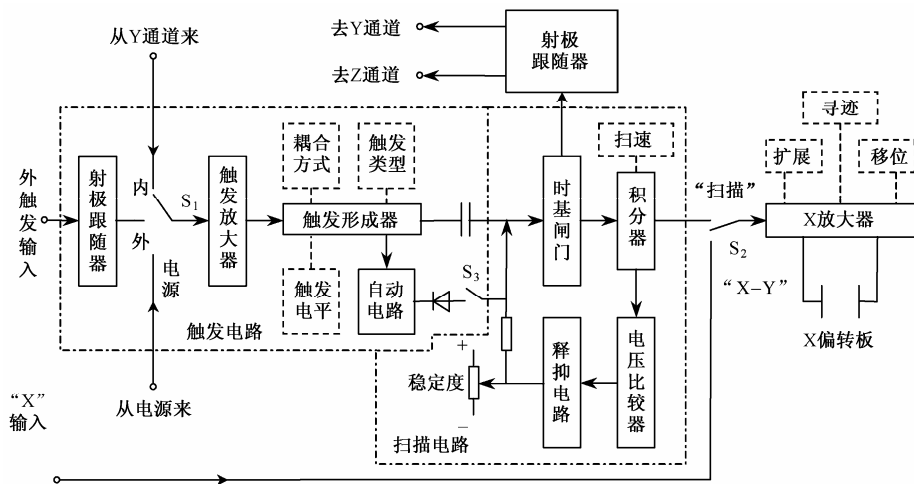 从Y通道来
去Y通道
去Z通道
射极
跟随器
寻迹
扩展
移位
耦合
方式
触发
类型
扫速
外触发输入
射极跟随器
内
外
S1
电源
触发放大器
触发形成器
时基闸门
积分器
“扫描”
S2
X放大器
“X-Y”
X偏转板
触发
电平
自动
电路
S3
触发电路
+
稳定度
−
释抑电路
电压比较器
扫描电路
从电源来
“X”
输入